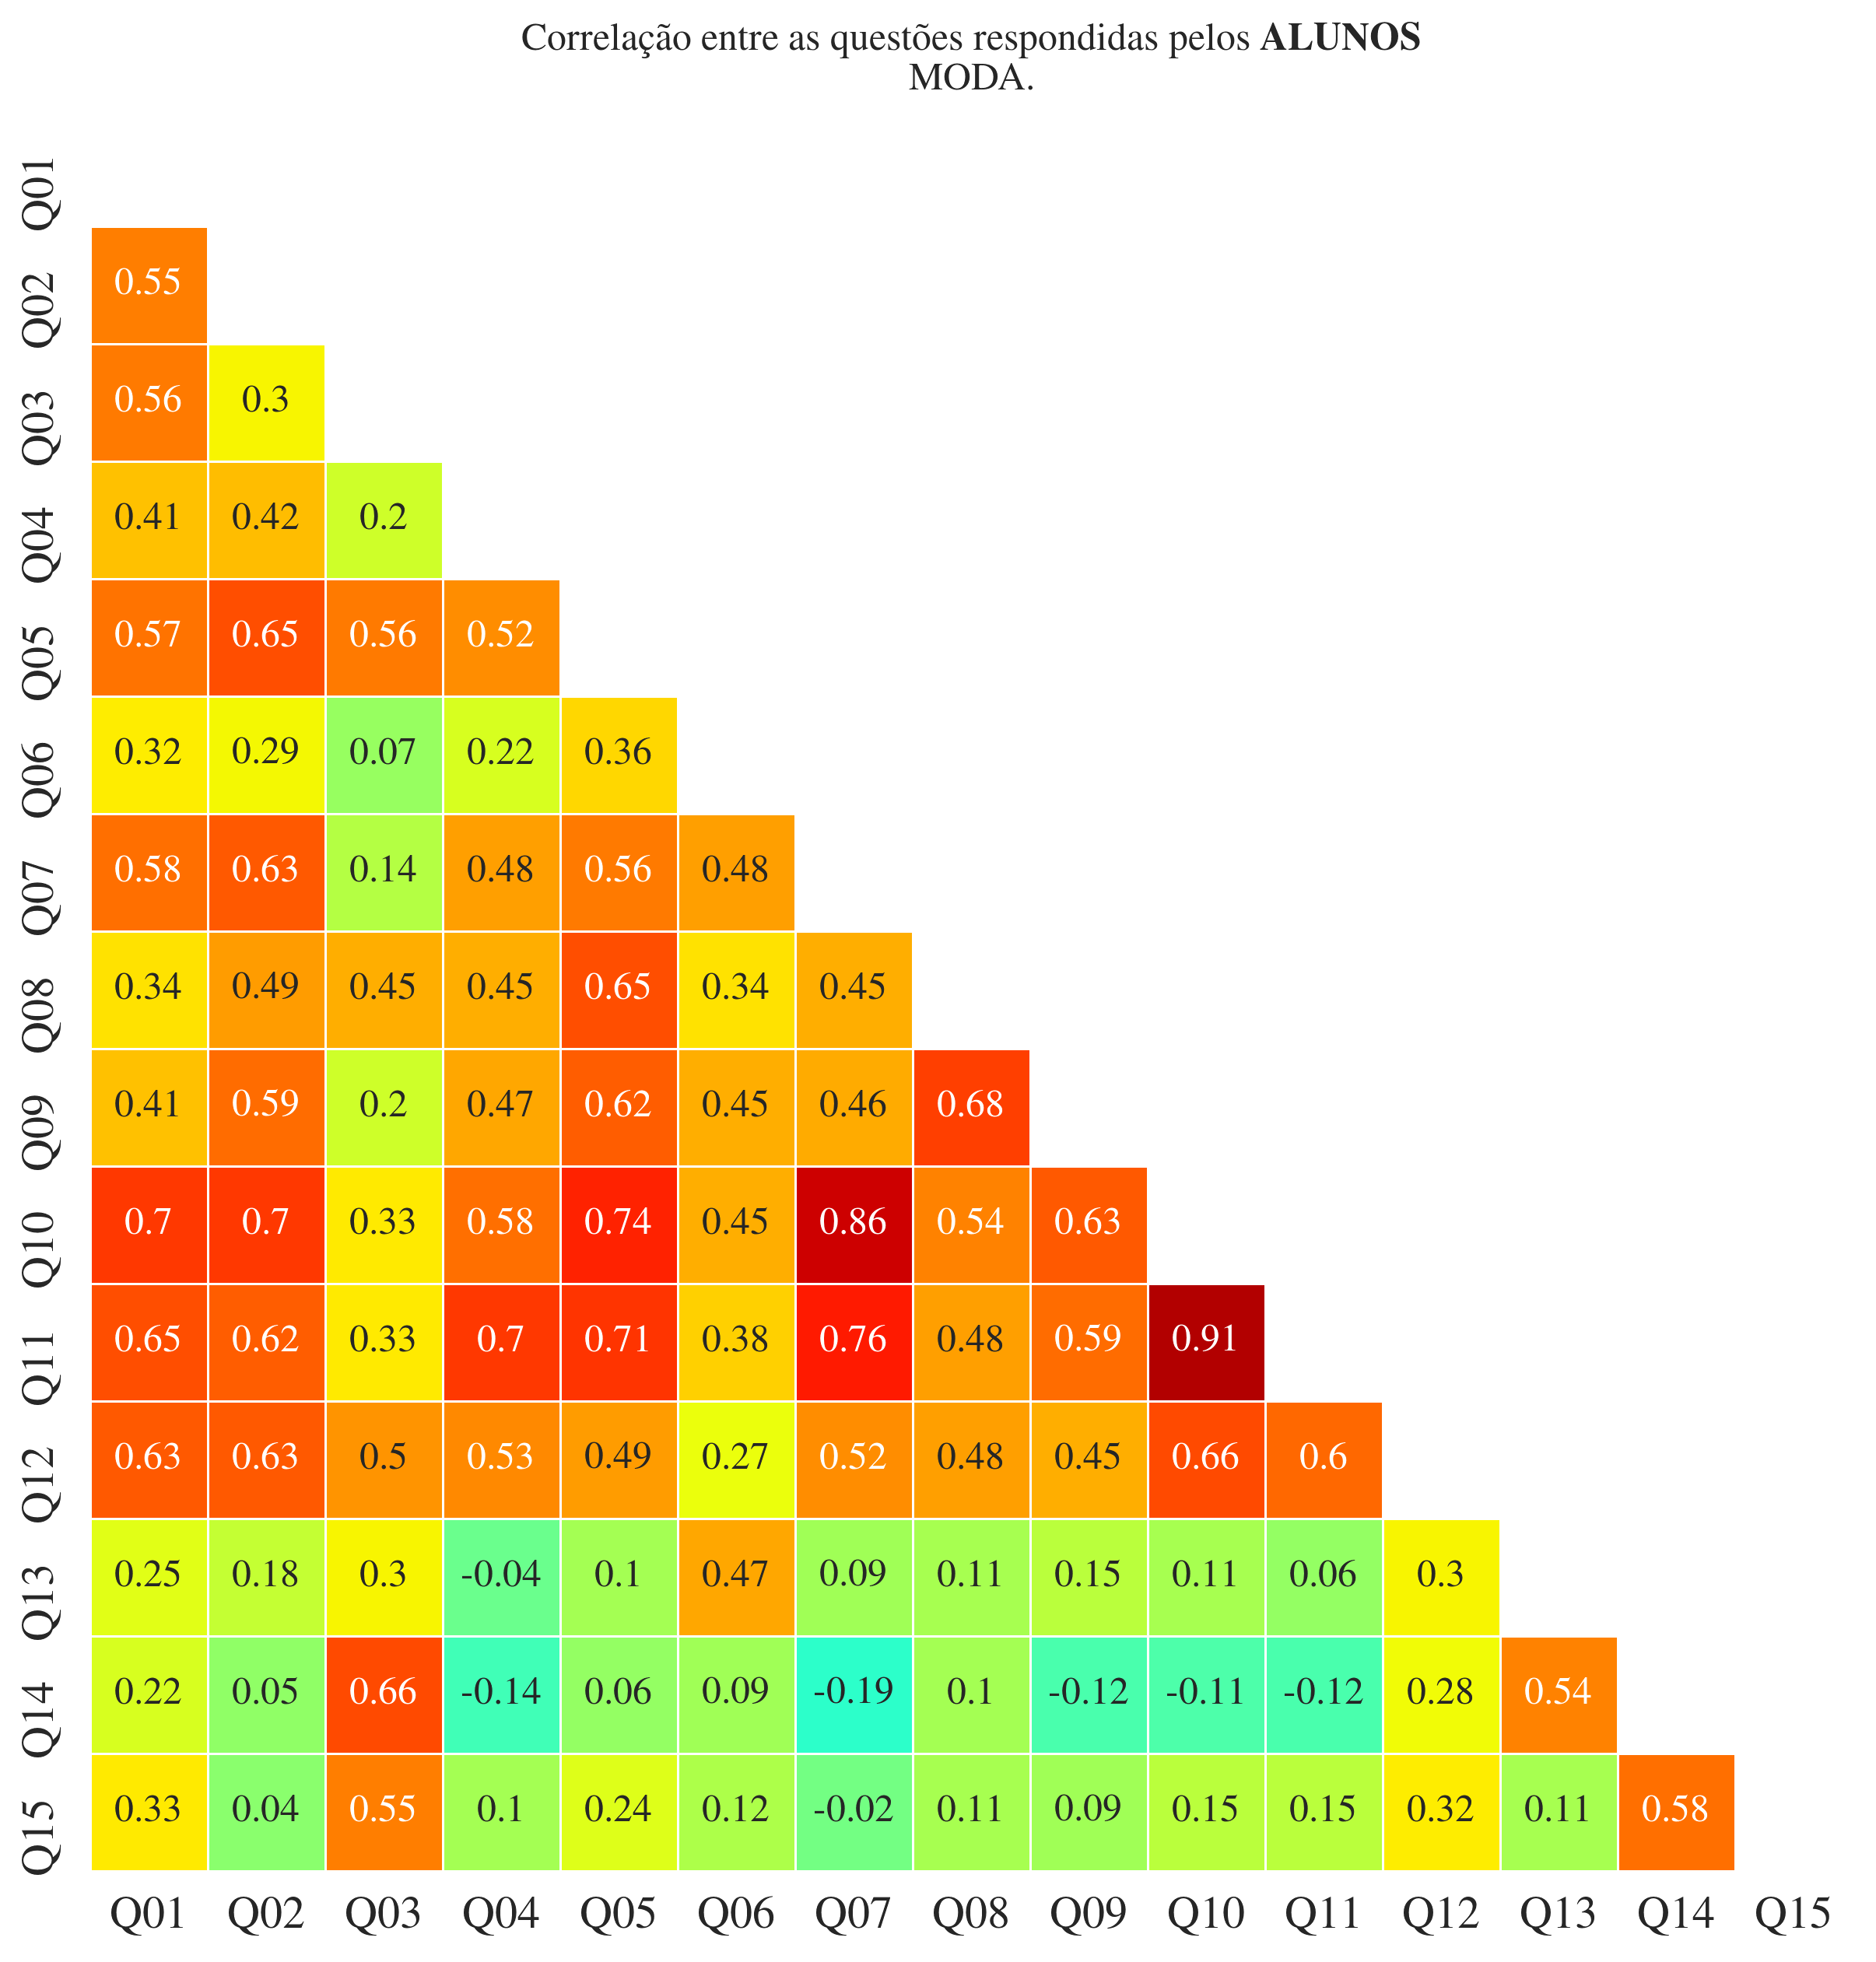 Correlação entre as questões respondidas pelos ALUNOS
MODA.
Q01
Q02 0.55
Q03 0.56 0.3
Q04 0.41 0.42 0.2
Q05 0.57 0.65 0.56 0.52
Q06 0.32 0.29 0.07 0.22 0.36
Q07 0.58 0.63 0.14 0.48 0.56 0.48
Q08 0.34 0.49 0.45 0.45 0.65 0.34 0.45
Q09 0.41 0.59 0.2 0.47 0.62 0.45 0.46 0.68
Q10 0.7 0.7 0.33 0.58 0.74 0.45 0.86 0.54 0.63
Q11 0.65 0.62 0.33 0.7 0.71 0.38 0.76 0.48 0.59 0.91
Q12 0.63 0.63 0.5 0.53 0.49 0.27 0.52 0.48 0.45 0.66 0.6
Q13 0.25 0.18 0.3 -0.04 0.1 0.47 0.09 0.11 0.15 0.11 0.06 0.3
Q14 0.22 0.05 0.66 -0.14 0.06 0.09 -0.19 0.1 -0.12 -0.11 -0.12 0.28 0.54
Q15 0.33 0.04 0.55 0.1 0.24 0.12 -0.02 0.11 0.09 0.15 0.15 0.32 0.11 0.58
Q01 Q02 Q03 Q04 Q05 Q06 Q07 Q08 Q09 Q10 Q11 Q12 Q13 Q14 Q15